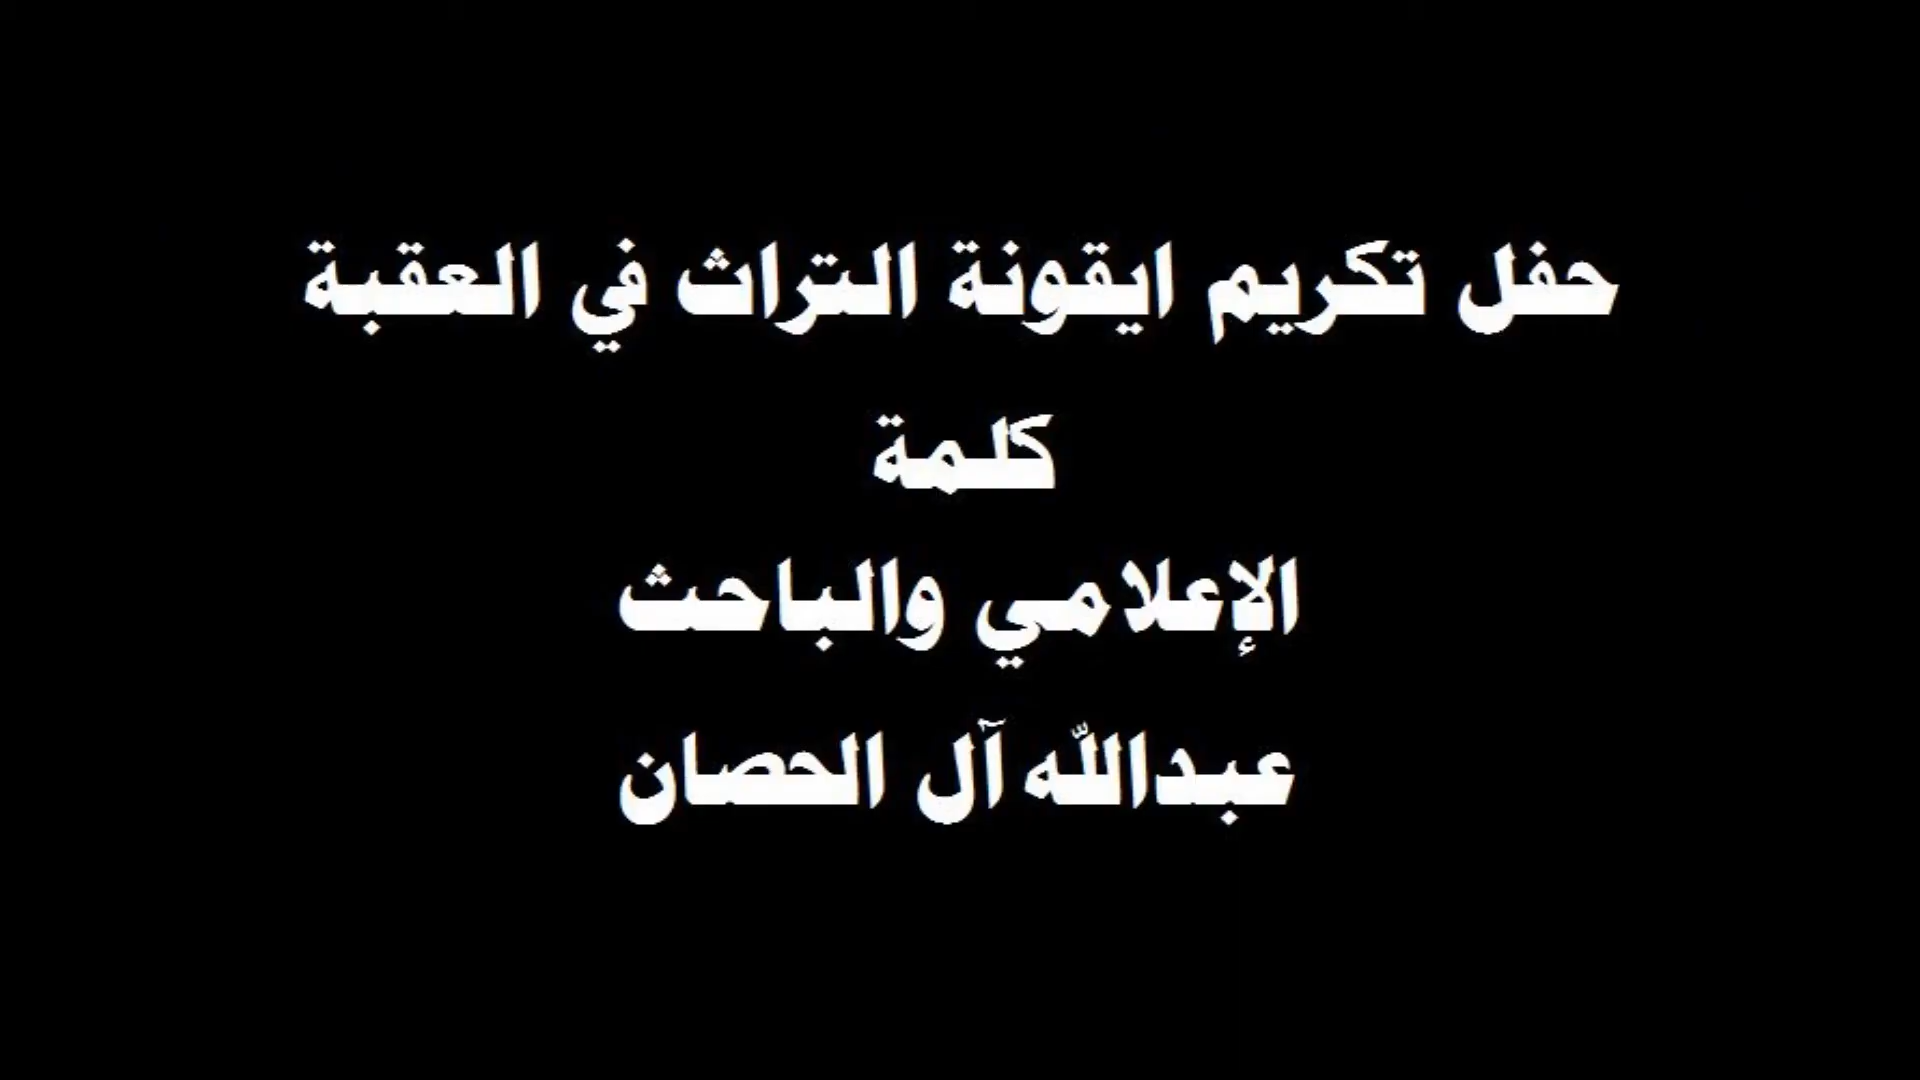 حفل تكريم ايقونة التراث في العقبة
كلمة
الإعلامي والباحث
عبدالله آل الحصان